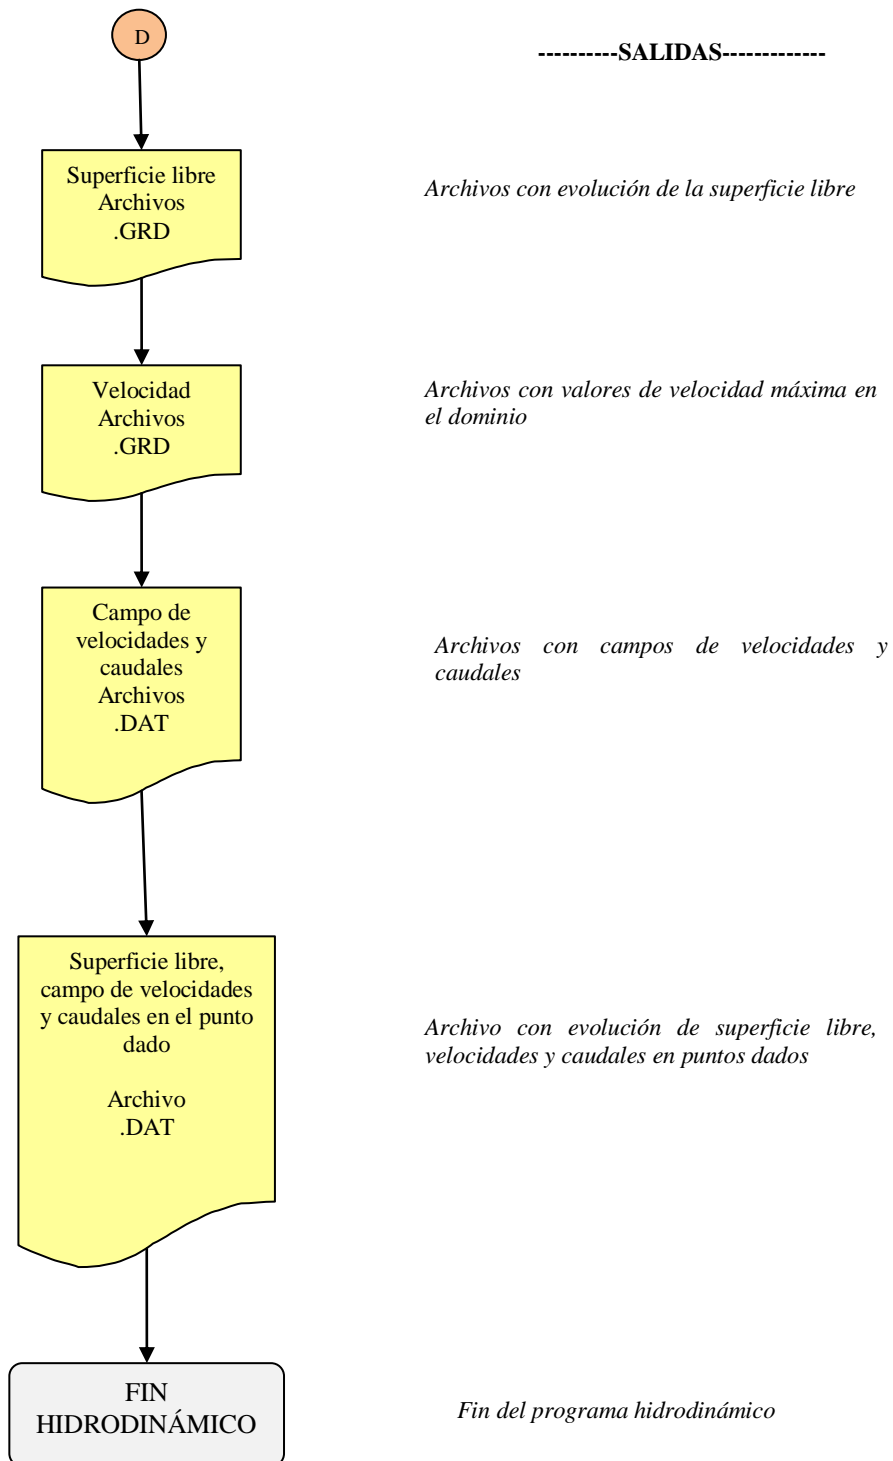 D
----------SALIDAS-------------
Superficie libre
Archivos
.GRD
Archivos con evolución de la superficie libre
Velocidad
Archivos
.GRD
Archivos con valores de velocidad máxima en
el dominio
Campo de
velocidades y
caudales
Archivos
.DAT
Archivos con campos de velocidades y
caudales
Superficie libre,
campo de velocidades
y caudales en el punto
dado
Archivo
.DAT
Archivo con evolución de superficie libre,
velocidades y caudales en puntos dados
FIN
HIDRODINÁMICO
Fin del programa hidrodinámico